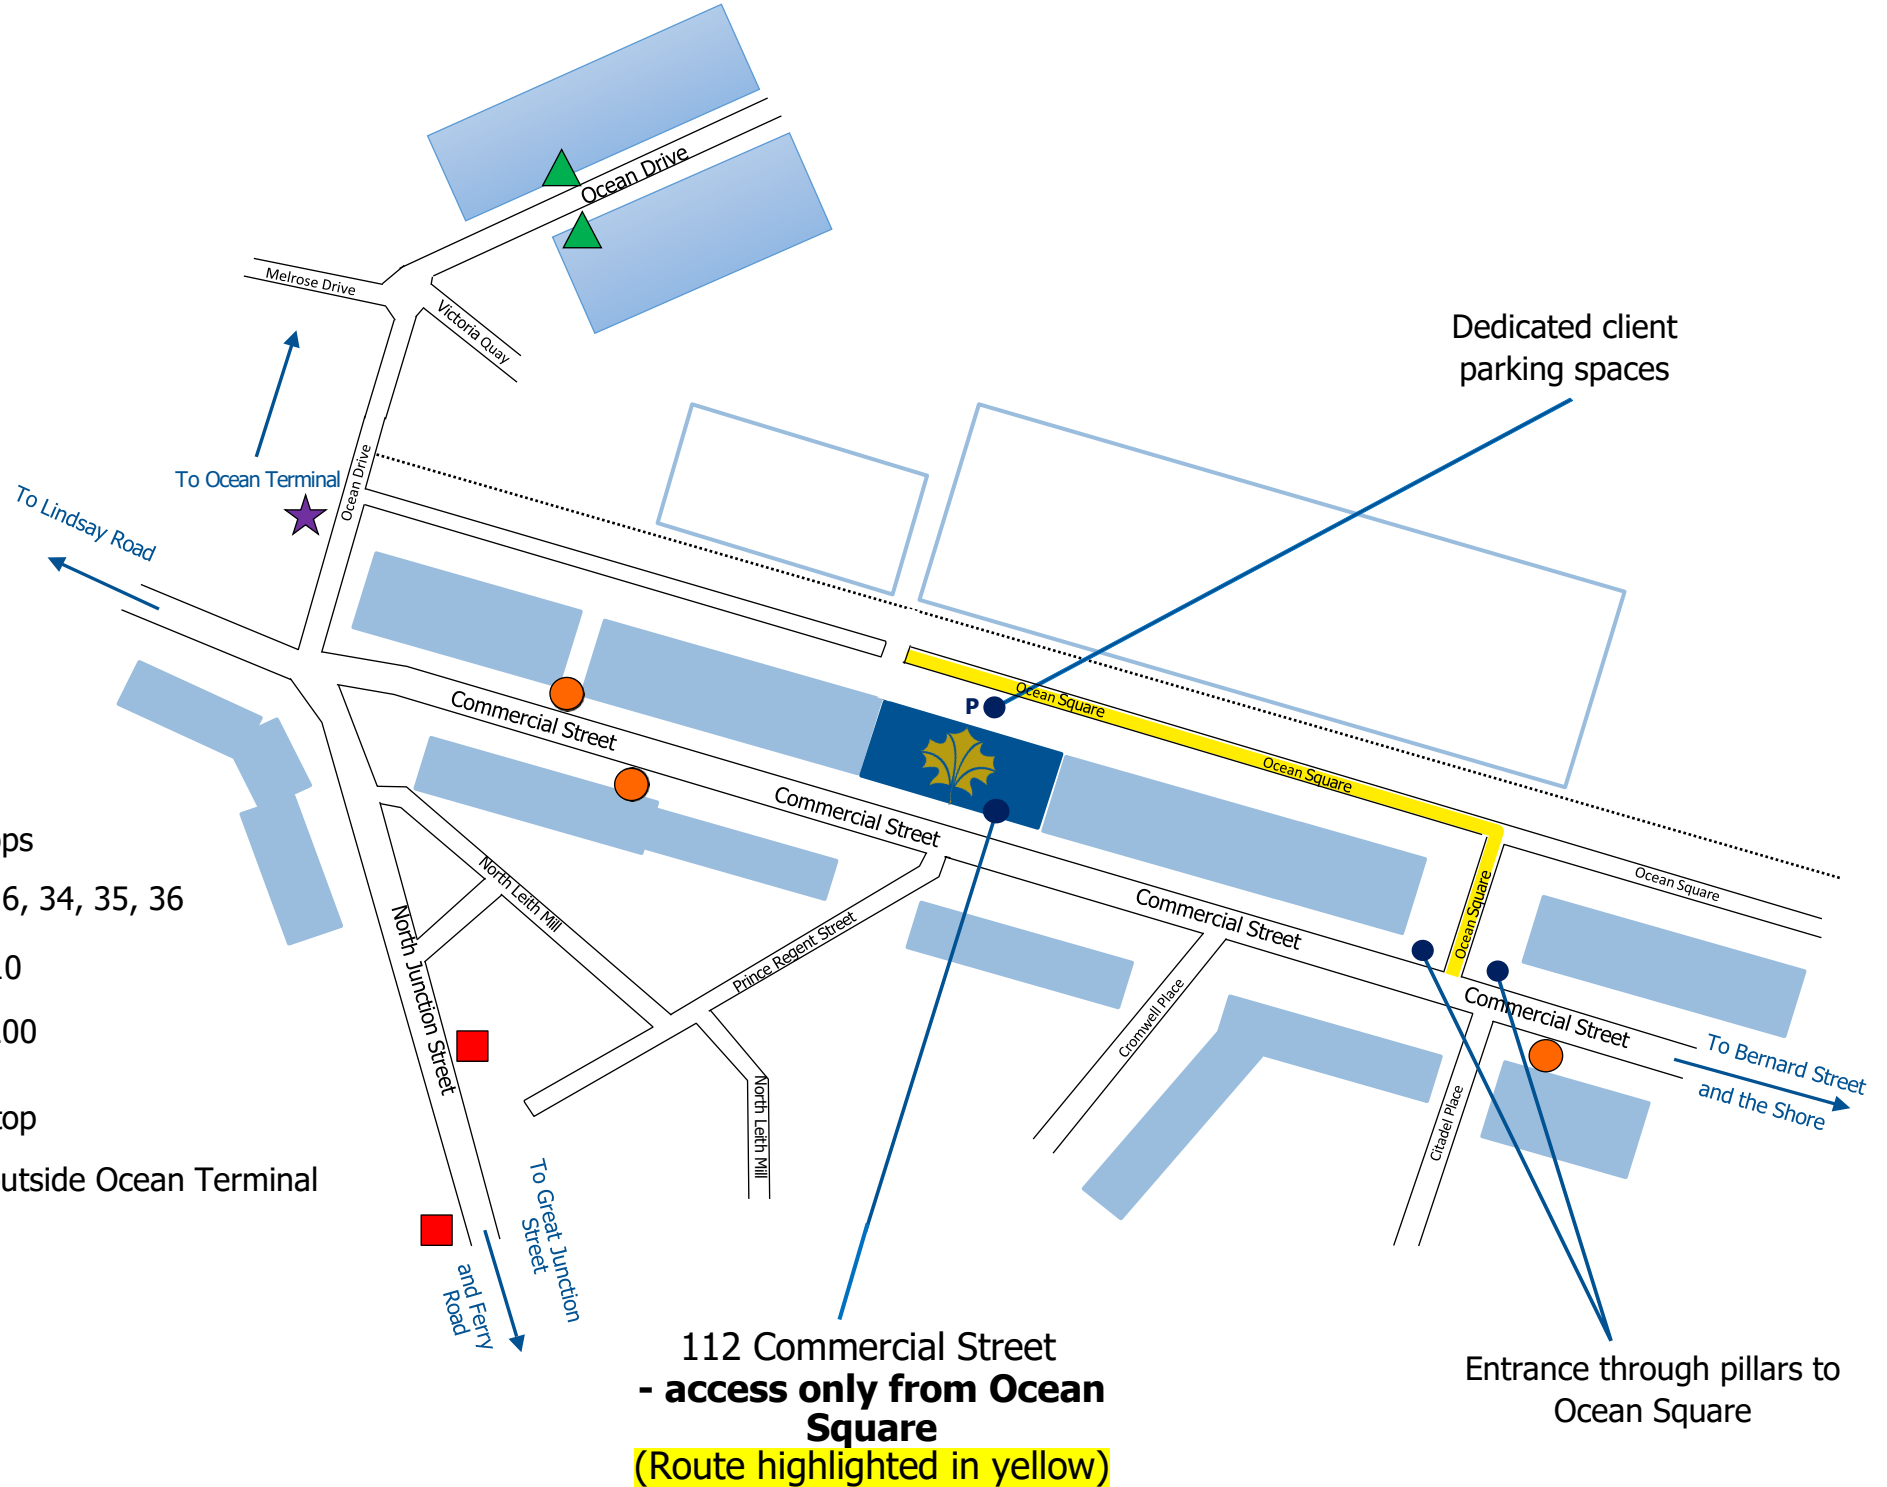 Ocean Drive
Melrose Drive
Victoria Quay
Dedicated client
parking spaces
To Ocean Terminal
Ocean Drive
To Lindsay Road
P
Ocean Square
Commercial Street
Ocean Square
Commercial Street
Ocean Square
Ocean Square
Commercial Street
Commercial Street
North Leith Mill
North Junction Street
Prince Regent Street
Cromwell Place
Citadel Place
North Leith Mill
To Bernard Street
and the Shore
6, 34, 35, 36
utside Ocean Terminal
To Great Junction
Street
and Ferry
Road
112 Commercial Street
- access only from Ocean
Square
(Route highlighted in yellow)
Entrance through pillars to
Ocean Square